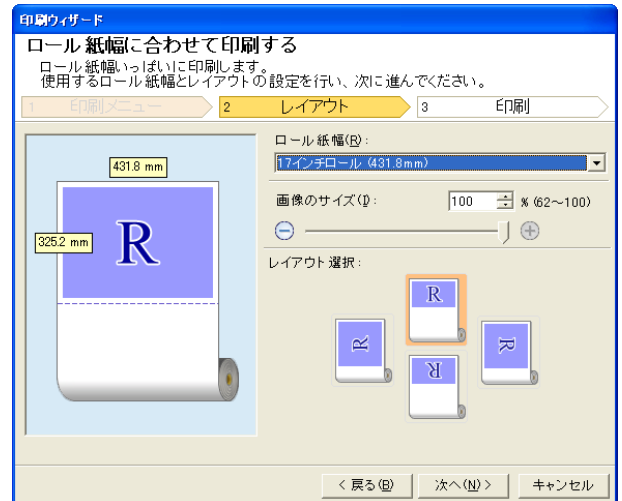 印刷ウィザード
ロール紙幅に合わせて印刷する
ロール紙幅いっぱいに印刷します。
使用するロール紙幅とレイアウトの設定を行い、次に進んでください。
1 印刷メニュー 2 レイアウト 3 印刷
ロール紙幅(R):
17インチロール (431.8mm)
431.8 mm
画像のサイズ(I): 100 % (62～100)
325.2 mm
R
レイアウト選択:
R
R
R
R
< 戻る(B) 次へ(N) > キャンセル